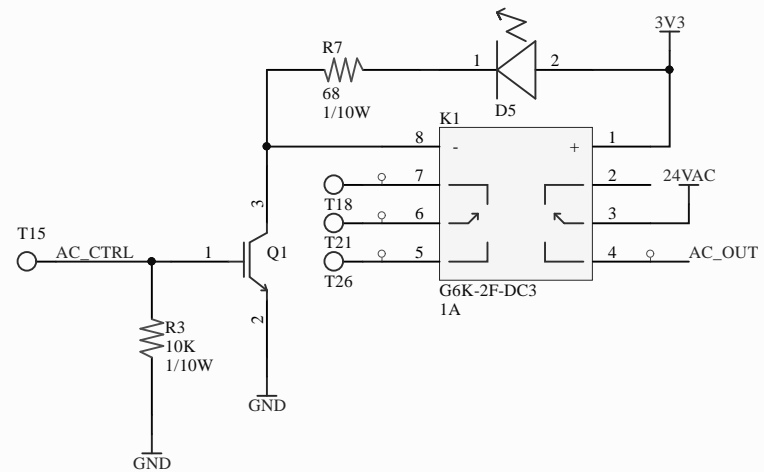 3V3
R7
1
2
68
1/10W
D5
K1
8
-
+
1
7
2
24VAC
T18
3
6
3
T21
T15
AC_CTRL
1
Q1
5
4
AC_OUT
T26
G6K-2F-DC3
1A
2
R3
10K
1/10W
GND
GND